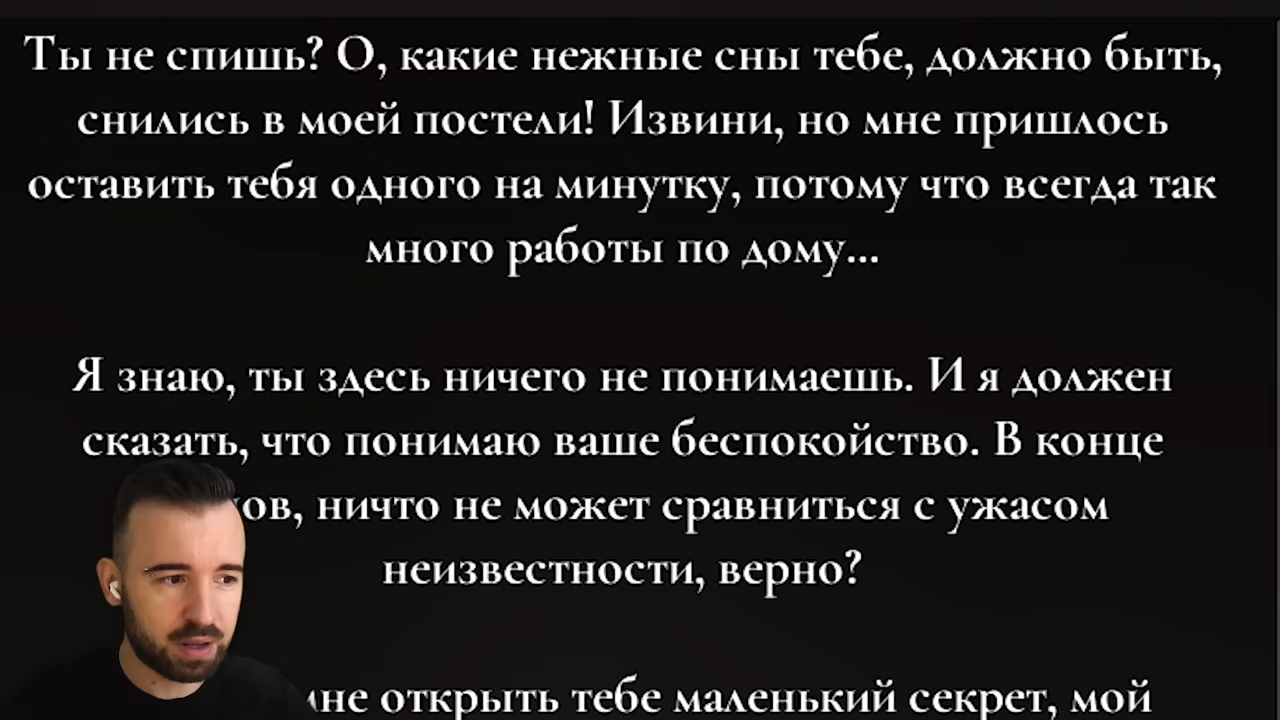 Ты не спишь? О, какие нежные сны тебе, должно быть,
снились в моей постели! Извини, но мне пришлось
оставить тебя одного на минутку, потому что всегда так
много работы по дому...
Я знаю, ты здесь ничего не понимаешь. И я должен
сказать, что понимаю ваше беспокойство. В конце
ничто не может сравниться с ужасом
неизвестности, верно?
открыть тебе маленький секрет, мой